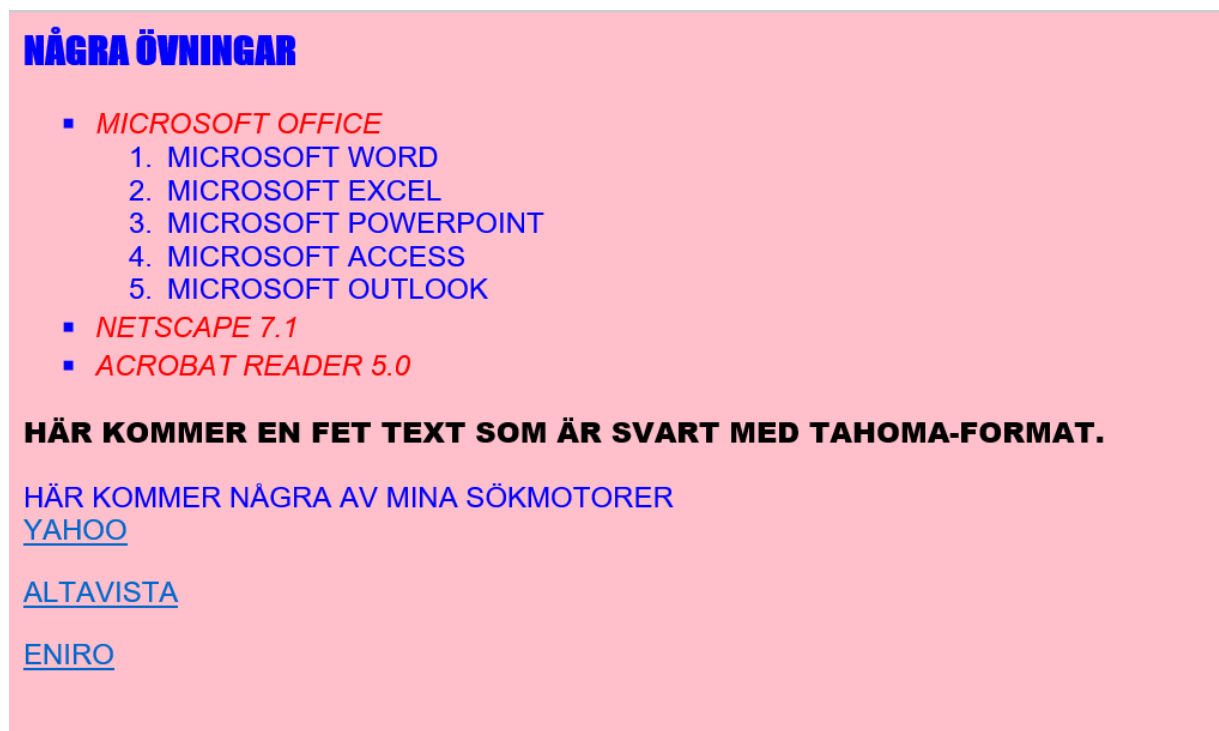 NÅGRA ÖVNINGAR
▪ MICROSOFT OFFICE
1. MICROSOFT WORD
2. MICROSOFT EXCEL
3. MICROSOFT POWERPOINT
4. MICROSOFT ACCESS
5. MICROSOFT OUTLOOK
▪ NETSCAPE 7.1
▪ ACROBAT READER 5.0
HÄR KOMMER EN FET TEXT SOM ÄR SVART MED TAHOMA-FORMAT.
HÄR KOMMER NÅGRA AV MINA SÖKMOTORER
YAHOO
ALTAVISTA
ENIRO